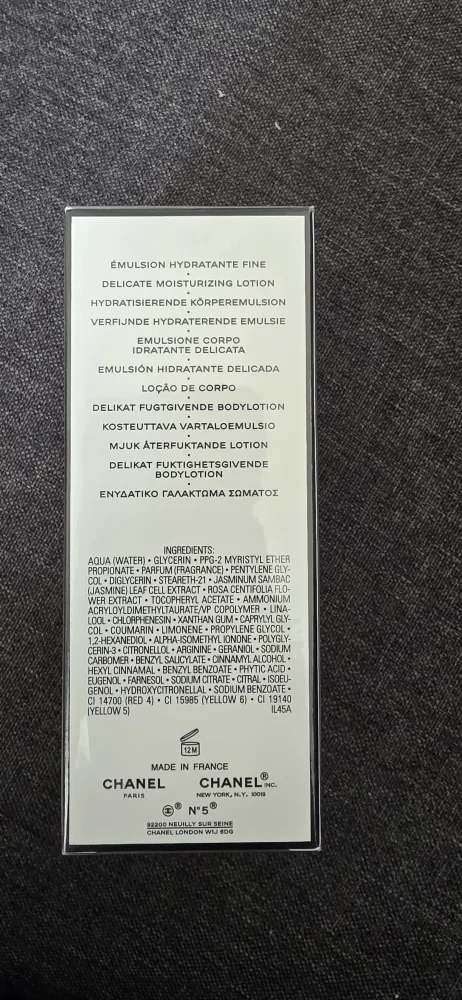 ÉMULSION HYDRATANTE FINE
•
DELICATE MOISTURIZING LOTION
•
HYDRATISIERENDE KÖRPEREMULSION
•
VERFIJNDE HYDRATERENDE EMULSIE
•
EMULSIONE CORPO
IDRATANTE DELICATA
•
EMULSIÓN HIDRATANTE DELICADA
•
LOÇÃO DE CORPO
•
DELIKAT FUGTGIVENDE BODYLOTION
•
KOSTEUTTAVA VARTALOEMULSIO
•
MJUK ÅTERFUKTANDE LOTION
•
DELIKAT FUKTIGHETSGIVENDE
BODYLOTION
•
ΕΝΥΔΑΤΙΚΟ ΓΑΛΑΚΤΩΜΑ ΣΩΜΑΤΟΣ
INGREDIENTS:
AQUA (WATER) • GLYCERIN • PPG-2 MYRISTYL ETHER
PROPIONATE • PARFUM (FRAGRANCE) • PENTYLENE GLY-
COL • DIGLYCERIN • STEARETH-21 • JASMINUM SAMBAC
(JASMINE) LEAF CELL EXTRACT • ROSA CENTIFOLIA FLO-
WER EXTRACT • TOCOPHERYL ACETATE • AMMONIUM
ACRYLOYLDIMETHYLTAURATE/VP COPOLYMER • LINA-
LOOL • CHLORPHENESIN • XANTHAN GUM • CAPRYLYL GLY-
COL • COUMARIN • LIMONENE • PROPYLENE GLYCOL •
1,2-HEXANEDIOL • ALPHA-ISOMETHYL IONONE • POLYGLY-
CERIN-3 • CITRONELLOL • ARGININE • GERANIOL • SODIUM
CARBOMER • BENZYL SALICYLATE • CINNAMYL ALCOHOL •
HEXYL CINNAMAL • BENZYL BENZOATE • PHYTIC ACID •
EUGENOL • FARNESOL • SODIUM CITRATE • CITRAL • ISOEU-
GENOL • HYDROXYCITRONELLAL • SODIUM BENZOATE •
CI 14700 (RED 4) • CI 15985 (YELLOW 6) • CI 19140
(YELLOW 5) IL45A
12M
MADE IN FRANCE
CHANEL CHANEL® INC.
PARIS NEW YORK, N.Y. 10019
® N°5®
92200 NEUILLY SUR SEINE
CHANEL LONDON W1J 6DG